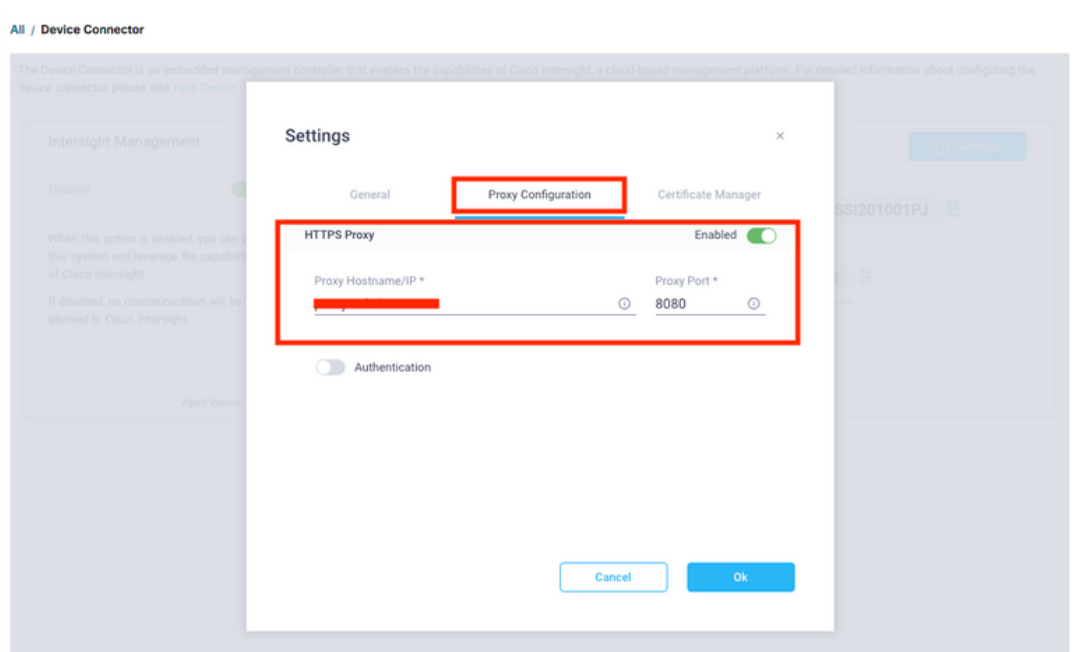 All / Device Connector
The Device Connector is an embedded management controller that enables the capabilities of Cisco Intersight, a cloud-based management platform. For detailed information about configuring the
device connector, please visit Help Center.
Intersight Management
Settings
Enabled
SSI201001PJ
When this option is enabled, you can
this system and leverage the
of Cisco Intersight.
If disabled, no communication will be
allowed to Cisco Intersight.
Agent Version
Settings
×
General
Proxy Configuration
Certificate Manager
HTTPS Proxy
Enabled
Proxy Hostname/IP *
Proxy Port *
8080
Authentication
Cancel
Ok